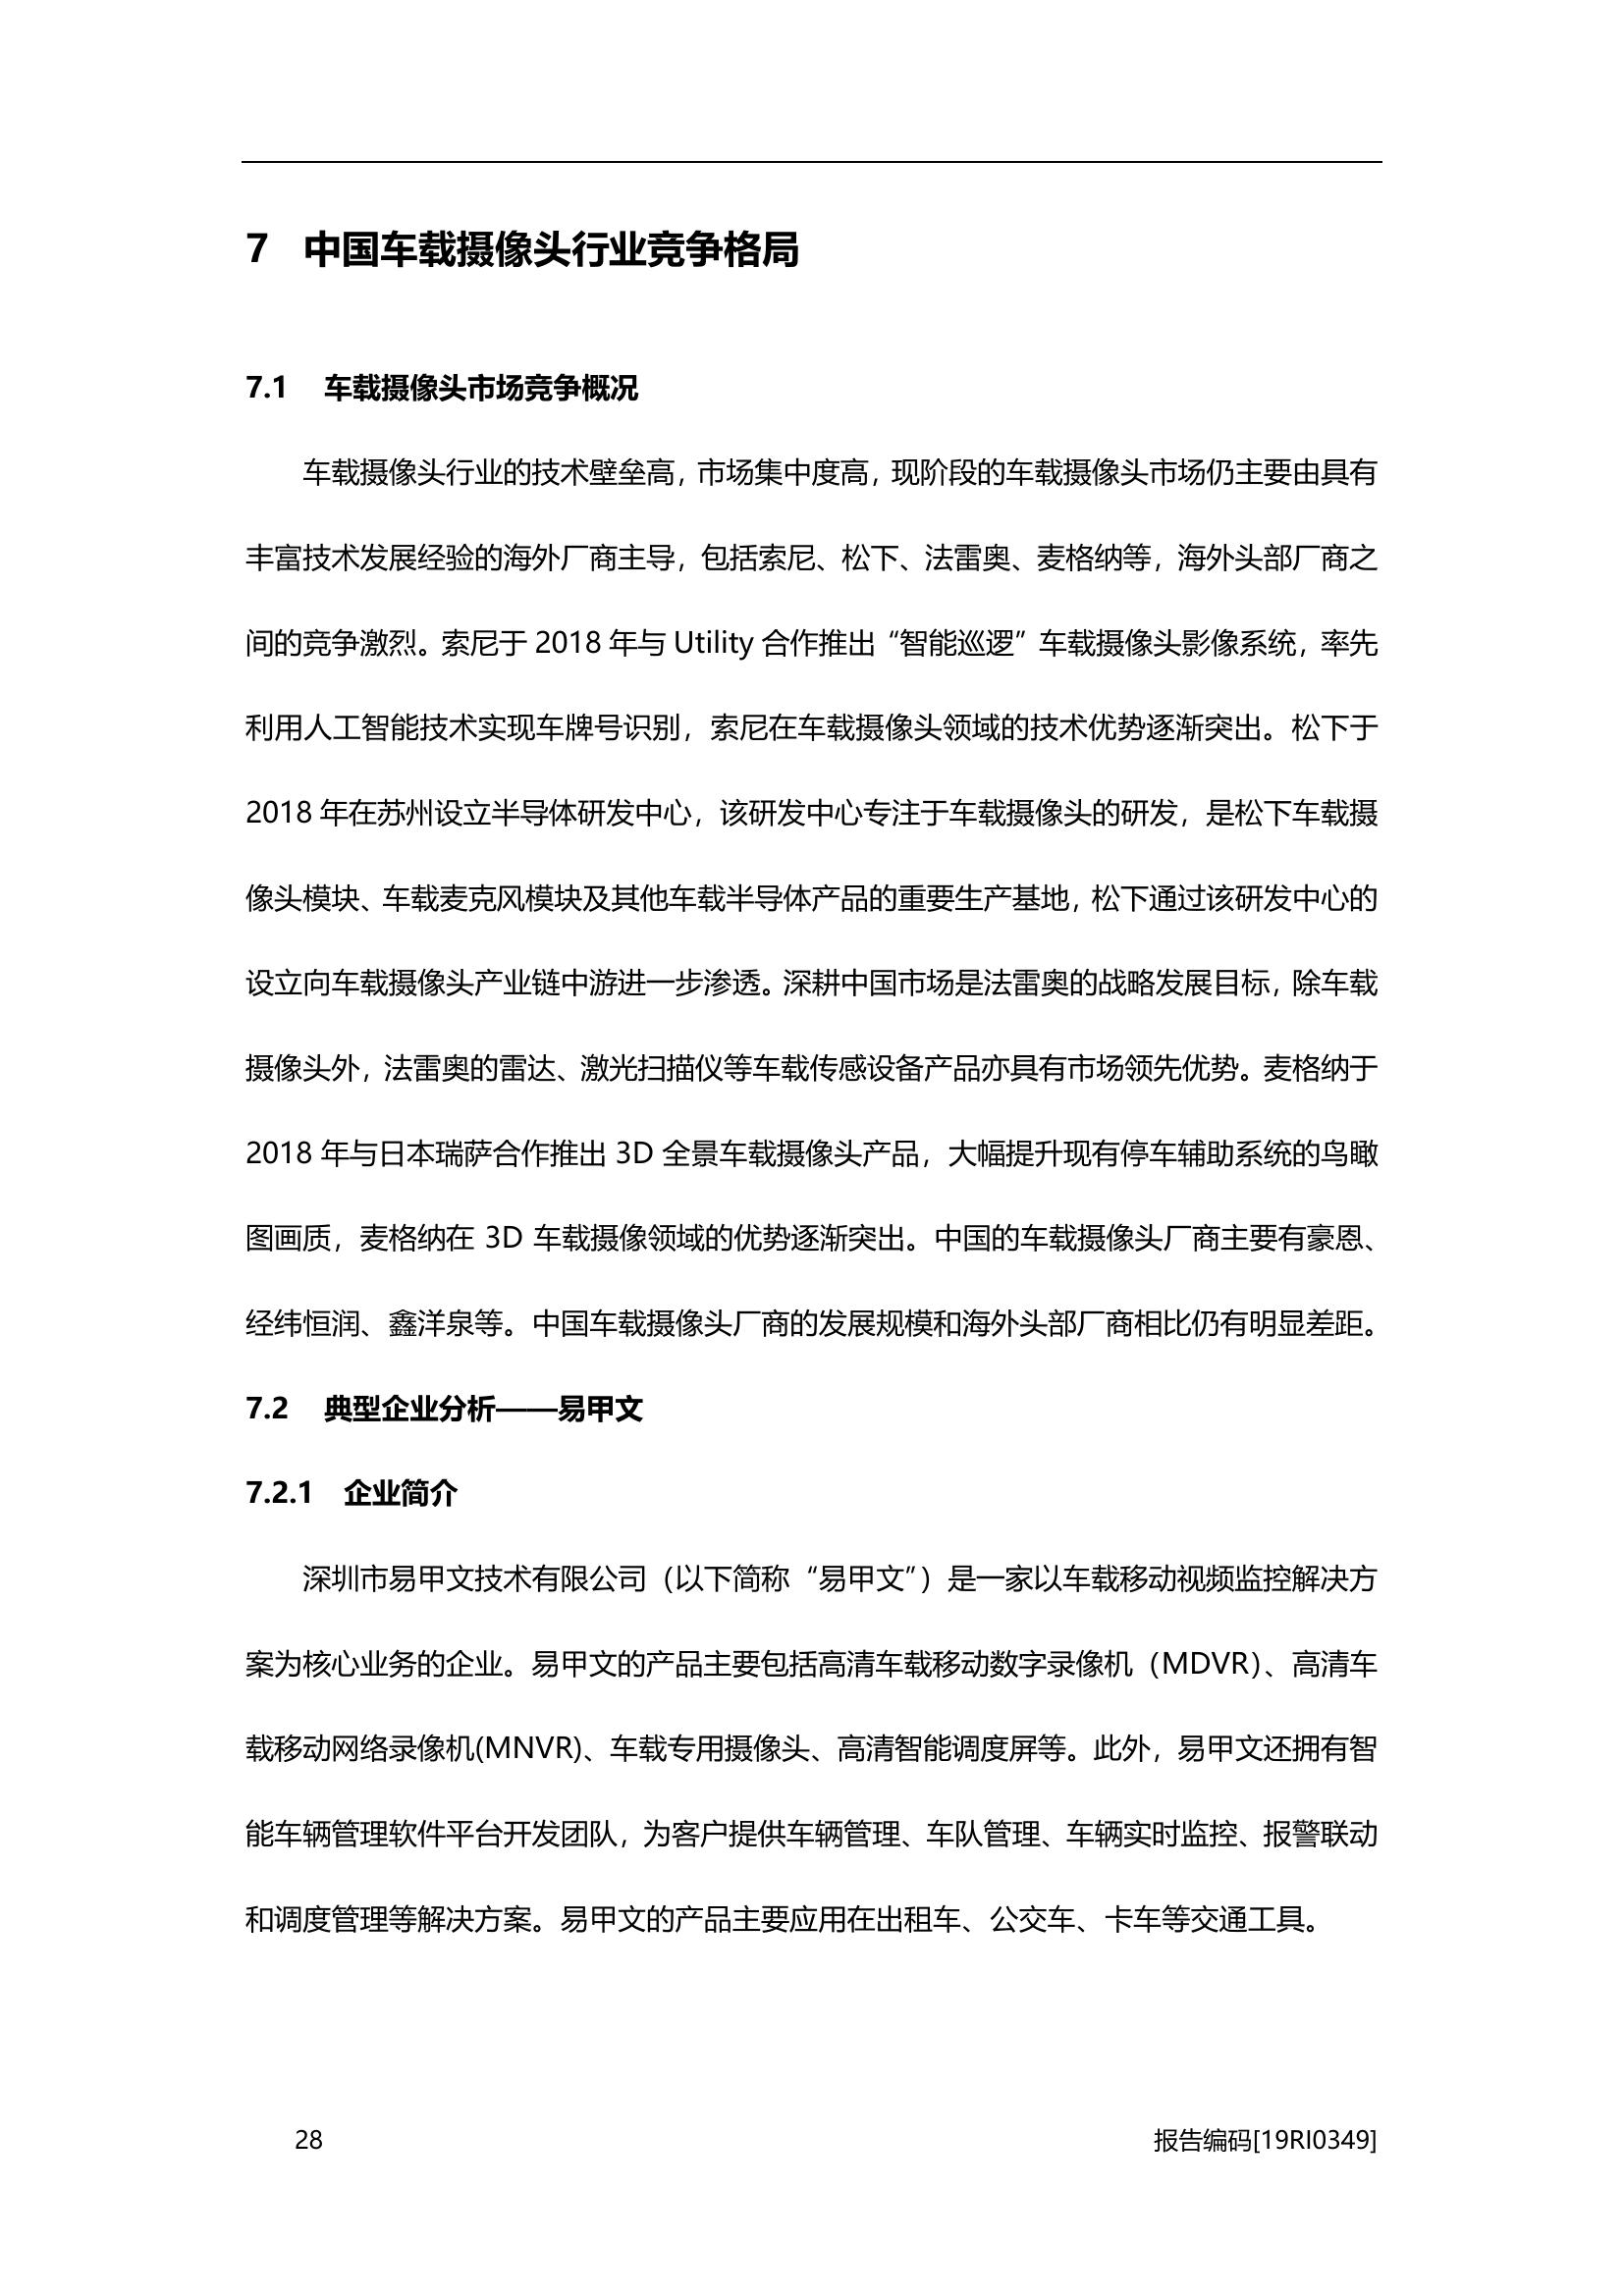 7 中国车载摄像头行业竞争格局
7.1 车载摄像头市场竞争概况
车载摄像头行业的技术壁垒高，市场集中度高，现阶段的车载摄像头市场仍主要由具有
丰富技术发展经验的海外厂商主导，包括索尼、松下、法雷奥、麦格纳等，海外头部厂商之
间的竞争激烈。索尼于 2018 年与 Utility 合作推出“智能巡逻”车载摄像头影像系统，率先
利用人工智能技术实现车牌号识别，索尼在车载摄像头领域的技术优势逐渐突出。松下于
2018 年在苏州设立半导体研发中心，该研发中心专注于车载摄像头的研发，是松下车载摄
像头模块、车载麦克风模块及其他车载半导体产品的重要生产基地，松下通过该研发中心的
设立向车载摄像头产业链中游进一步渗透。深耕中国市场是法雷奥的战略发展目标，除车载
摄像头外，法雷奥的雷达、激光扫描仪等车载传感设备产品亦具有市场领先优势。麦格纳于
2018 年与日本瑞萨合作推出 3D 全景车载摄像头产品，大幅提升现有停车辅助系统的鸟瞰
图画质，麦格纳在 3D 车载摄像领域的优势逐渐突出。中国的车载摄像头厂商主要有豪恩、
经纬恒润、鑫洋泉等。中国车载摄像头厂商的发展规模和海外头部厂商相比仍有明显差距。
7.2 典型企业分析——易甲文
7.2.1 企业简介
深圳市易甲文技术有限公司（以下简称“易甲文”）是一家以车载移动视频监控解决方
案为核心业务的企业。易甲文的产品主要包括高清车载移动数字录像机（MDVR）、高清车
载移动网络录像机(MNVR)、车载专用摄像头、高清智能调度屏等。此外，易甲文还拥有智
能车辆管理软件平台开发团队，为客户提供车辆管理、车队管理、车辆实时监控、报警联动
和调度管理等解决方案。易甲文的产品主要应用在出租车、公交车、卡车等交通工具。
28 报告编码[19RI0349]